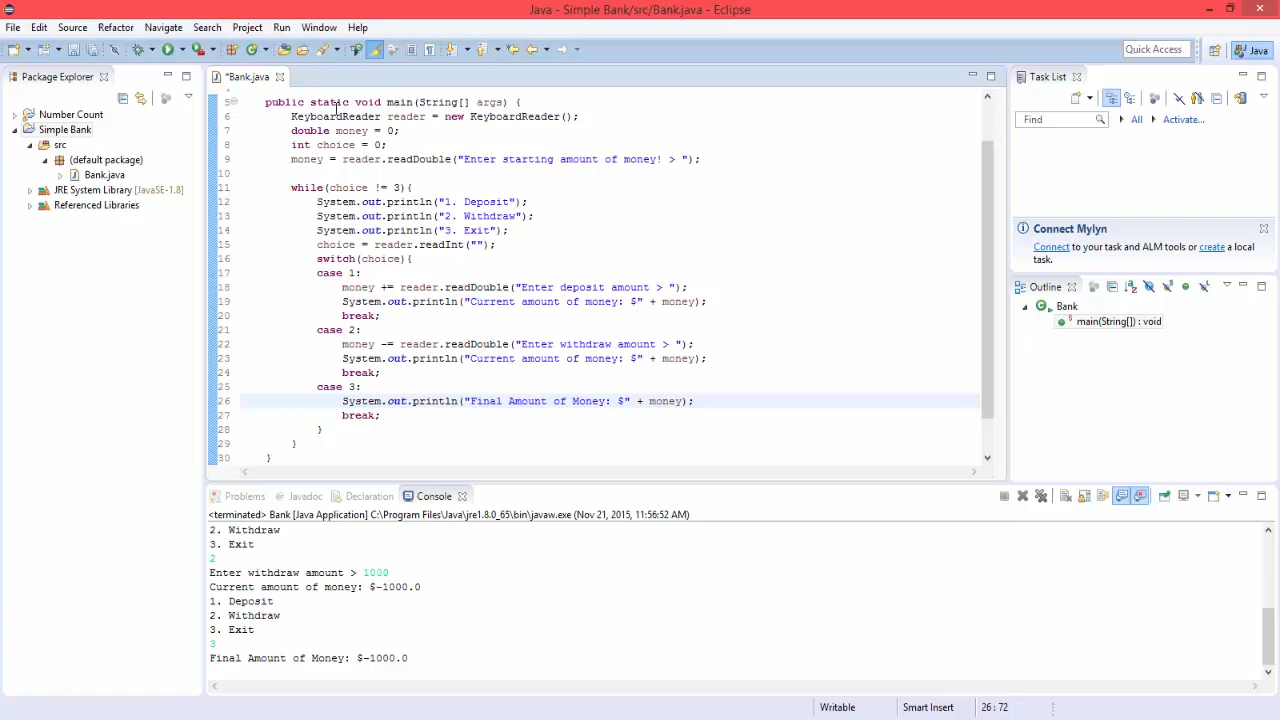 Java - Simple Bank/src/Bank.java - Eclipse
File Edit Source Refactor Navigate Search Project Run Window Help
Quick Access
Java
Package Explorer
Number Count
Simple Bank
src
(default package)
Bank.java
JRE System Library [JavaSE-1.8]
Referenced Libraries
*Bank.java
5 public static void main(String[] args) {
6 KeyboardReader reader = new KeyboardReader();
7 double money = 0;
8 int choice = 0;
9 money = reader.readDouble("Enter starting amount of money! > ");
10
11 while(choice != 3){
12 System.out.println("1. Deposit");
13 System.out.println("2. Withdraw");
14 System.out.println("3. Exit");
15 choice = reader.readInt("");
16 switch(choice){
17 case 1:
18 money += reader.readDouble("Enter deposit amount > ");
19 System.out.println("Current amount of money: $" + money);
20 break;
21 case 2:
22 money -= reader.readDouble("Enter withdraw amount > ");
23 System.out.println("Current amount of money: $" + money);
24 break;
25 case 3:
26 System.out.println("Final Amount of Money: $" + money);
27 break;
28 }
29 }
30 }
Task List
Find
All
Activate...
Connect Mylyn
Connect to your task and ALM tools or create a local
task.
Outline
Bank
main(String[]) : void
Problems @ Javadoc Declaration Console
<terminated> Bank [Java Application] C:\Program Files\Java\jre1.8.0_65\bin\javaw.exe (Nov 21, 2015, 11:56:52 AM)
2. Withdraw
3. Exit
2
Enter withdraw amount > 1000
Current amount of money: $-1000.0
1. Deposit
2. Withdraw
3. Exit
3
Final Amount of Money: $-1000.0
Writable Smart Insert 26 : 72